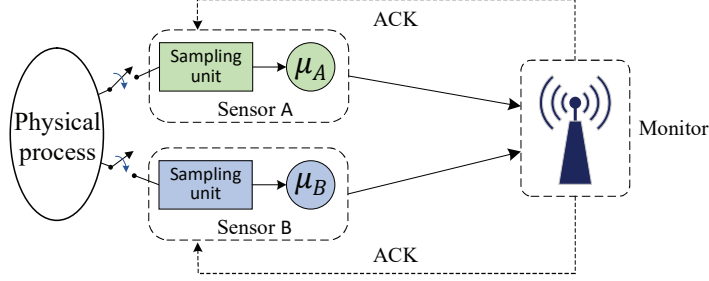 ACK
Sampling
unit
μA
Sensor A
Physical
process
Monitor
Sampling
unit
μB
Sensor B
ACK